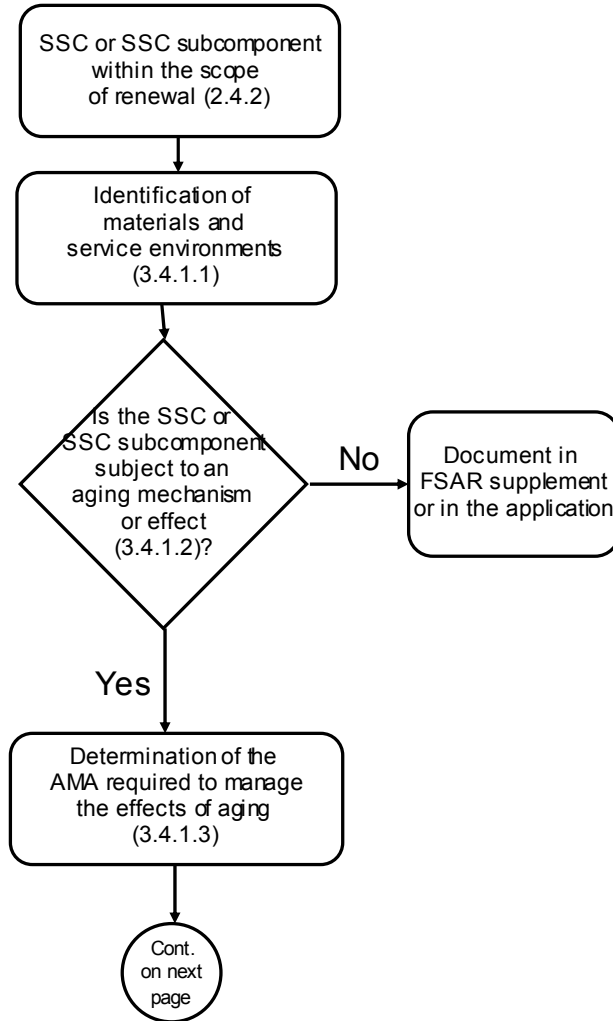 SSC or SSC subcomponent
within the scope
of renewal (2.4.2)
Identification of
materials and
service environments
(3.4.1.1)
Is the SSC or
SSC subcomponent
subject to an
aging mechanism
or effect
(3.4.1.2)?
No
Document in
FSAR supplement
or in the application
Yes
Determination of the
AMA required to manage
the effects of aging
(3.4.1.3)
Cont.
on next
page